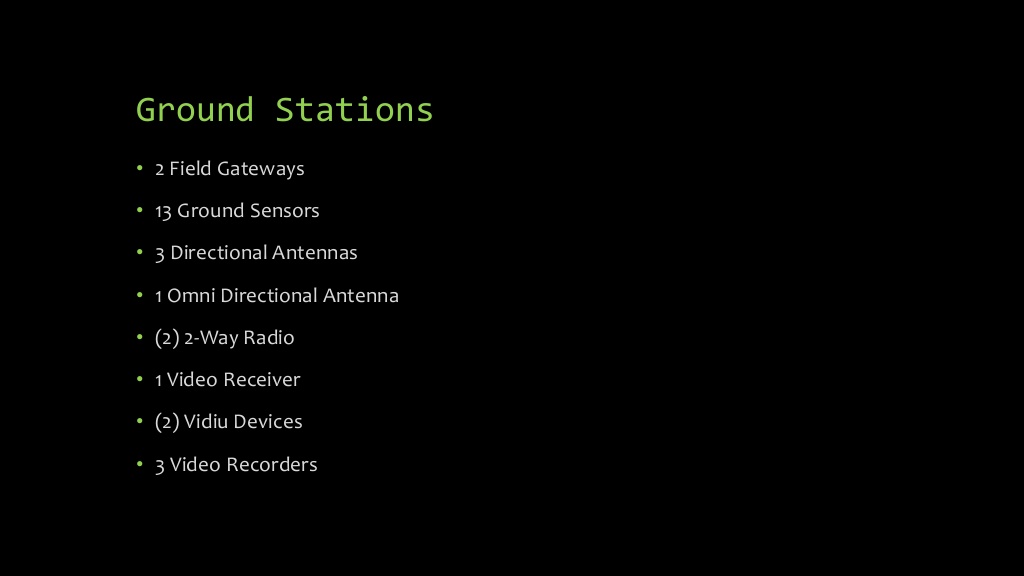 Ground Stations
• 2 Field Gateways
• 13 Ground Sensors
• 3 Directional Antennas
• 1 Omni Directional Antenna
• (2) 2-Way Radio
• 1 Video Receiver
• (2) Vidiu Devices
• 3 Video Recorders